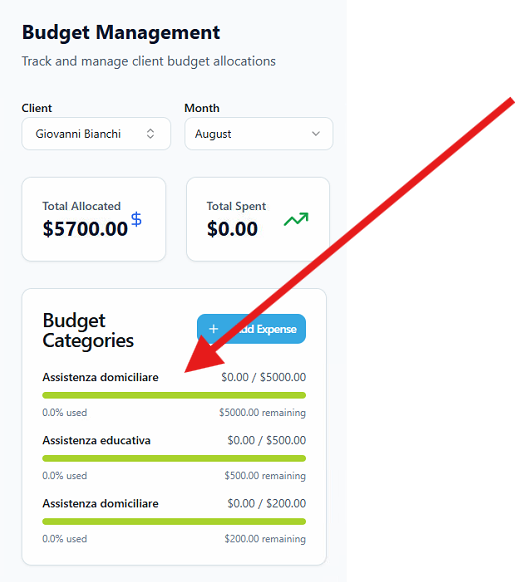 Budget Management
Track and manage client budget allocations
Client
Month
Giovanni Bianchi
August
Total Allocated
$5700.00
Total Spent
$0.00
Budget
Categories
Expense
Assistenza domiciliare
$0.00 / $5000.00
0.0% used
$5000.00 remaining
Assistenza educativa
$0.00 / $500.00
0.0% used
$500.00 remaining
Assistenza domiciliare
$0.00 / $200.00
0.0% used
$200.00 remaining